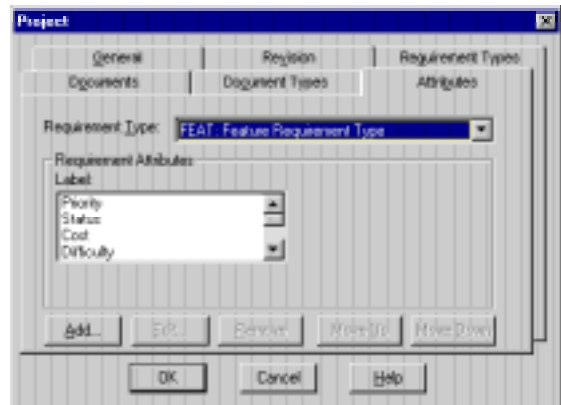 Project
General Revision Requirement Types
Documents Document Types Attributes
Requirement Type: FEAT: Feature Requirement Type
Requirement Attributes
Label:
Priority
Status
Cost
Difficulty
Add... Edit... Remove Move Up Move Down
OK Cancel Help